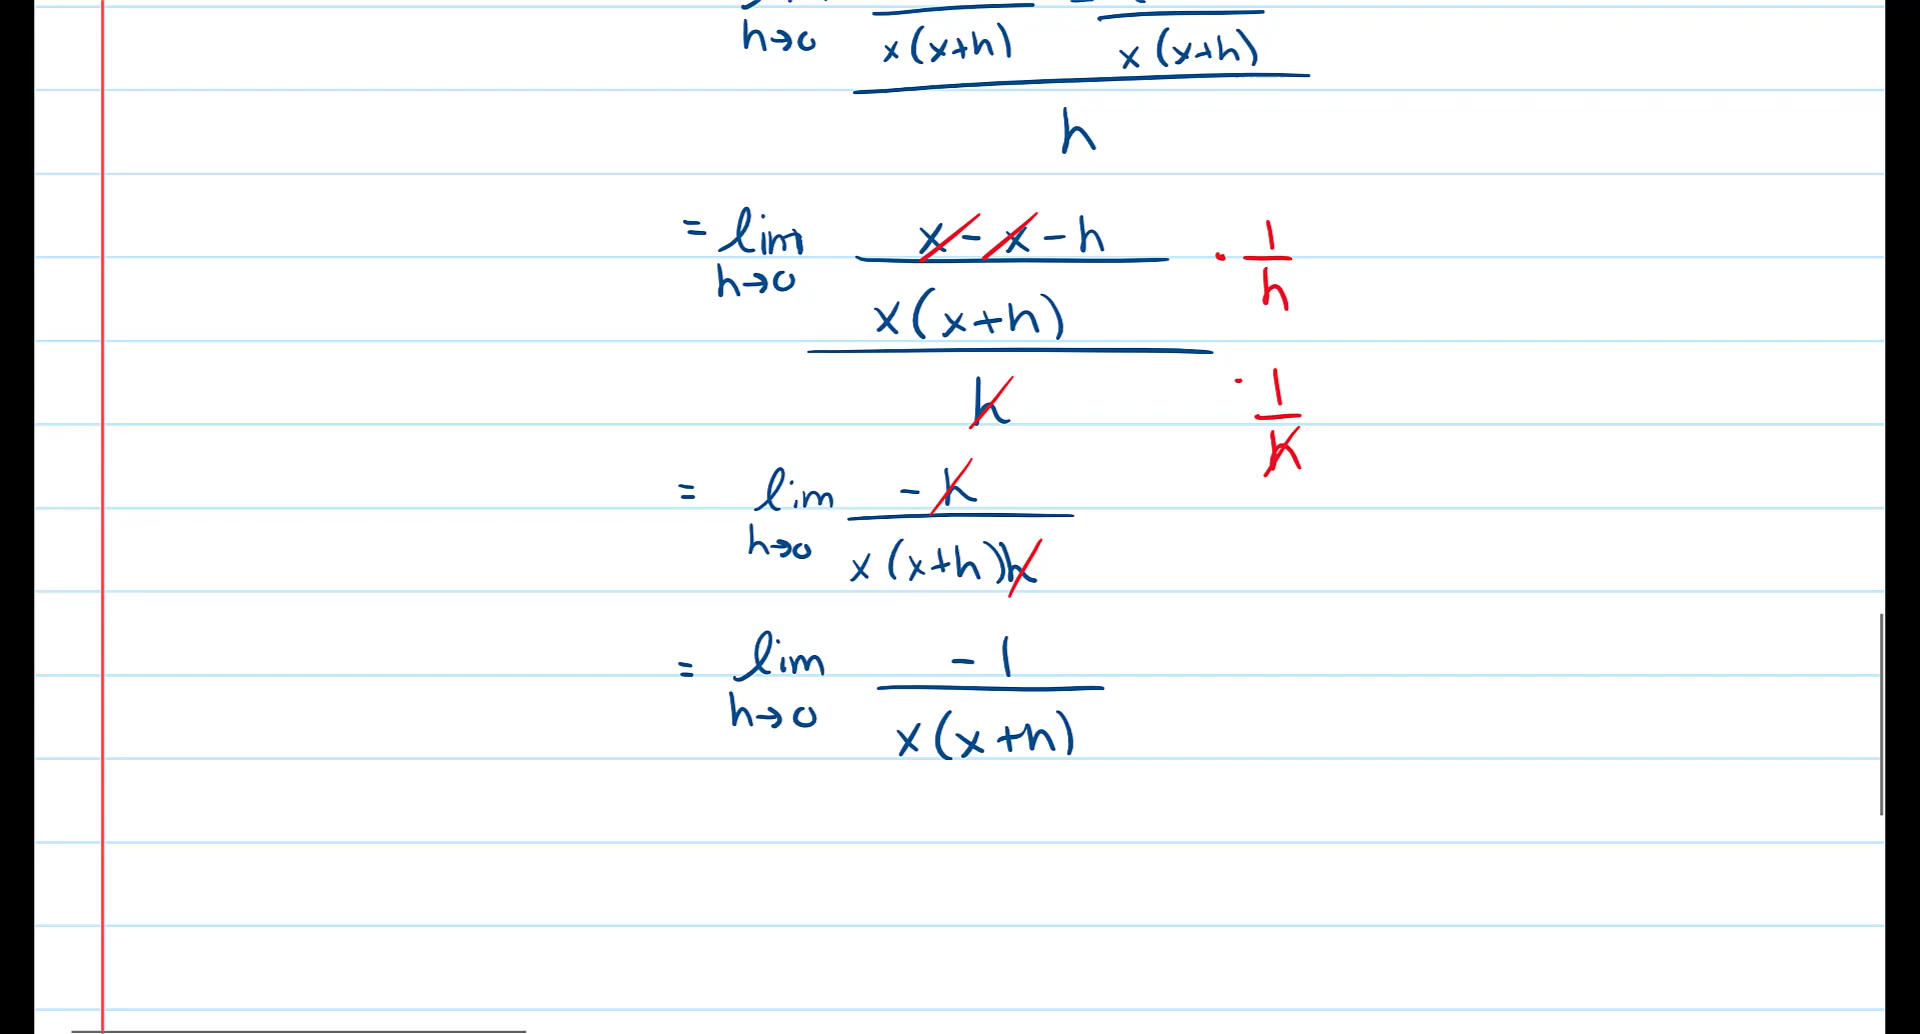 h→0 x(x+h) x(x+h)
h
= lim x - x - h · 1/h
h→0 x(x+h)
h · 1/h
= lim -h
h→0 x(x+h)h
= lim -1
h→0 x(x+h)